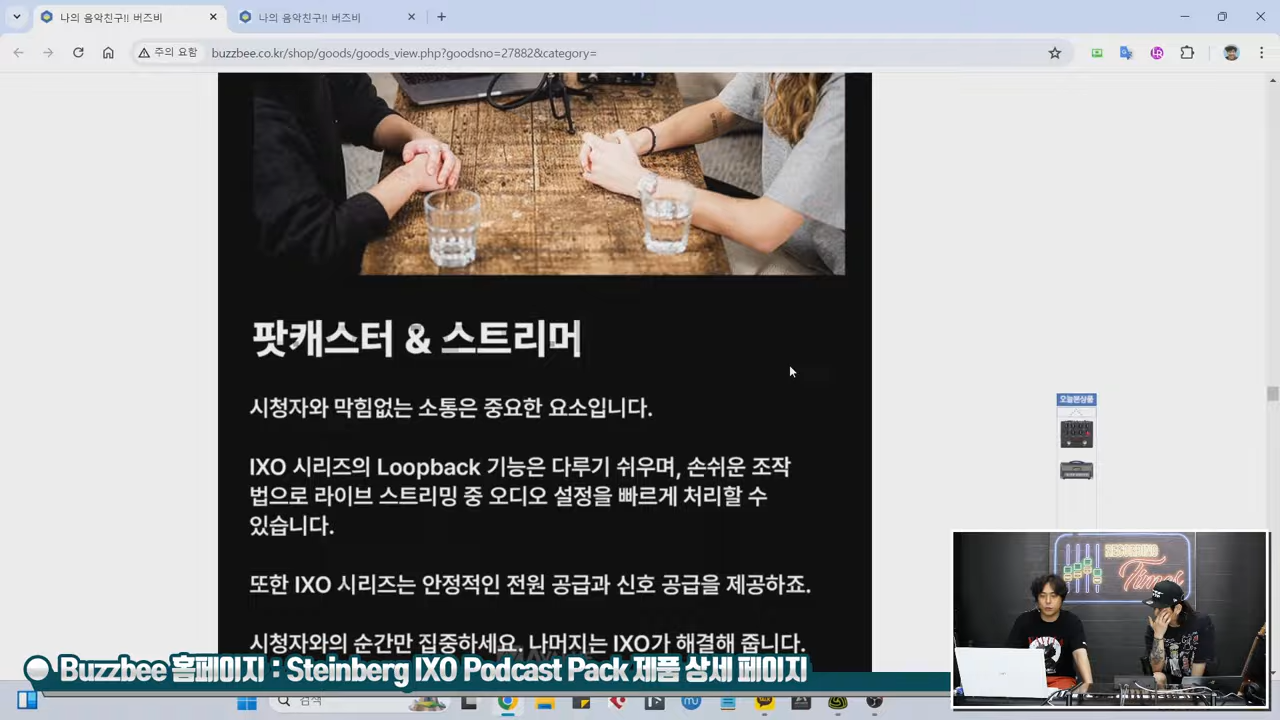 나의 음악친구!! 버즈비
나의 음악친구!! 버즈비
주의 요함
buzzbee.co.kr/shop/goods/goods_view.php?goodsno=27882&category=
팟캐스터 & 스트리머
시청자와 막힘없는 소통은 중요한 요소입니다.
IXO 시리즈의 Loopback 기능은 다루기 쉬우며, 손쉬운 조작
법으로 라이브 스트리밍 중 오디오 설정을 빠르게 처리할 수
있습니다.
또한 IXO 시리즈는 안정적인 전원 공급과 신호 공급을 제공하죠.
시청자와의 순간만 집중하세요. 나머지는 IXO가 해결해 줍니다.
오늘본상품
RECORDING
Times
Buzzbee 홈페이지 : Steinberg IXO Podcast Pack 제품 상세 페이지
검색